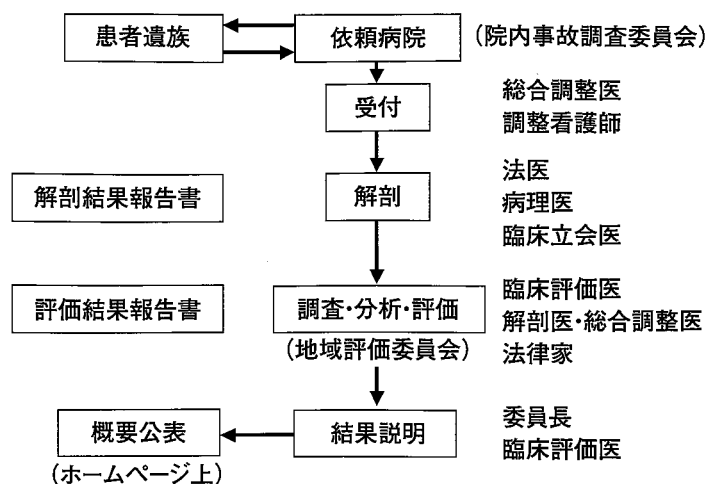 患者遺族
依頼病院
(院内事故調査委員会)
受付
総合調整医
調整看護師
解剖結果報告書
解剖
法医
病理医
臨床立会医
評価結果報告書
調査・分析・評価
(地域評価委員会)
臨床評価医
解剖医・総合調整医
法律家
概要公表
(ホームページ上)
結果説明
委員長
臨床評価医